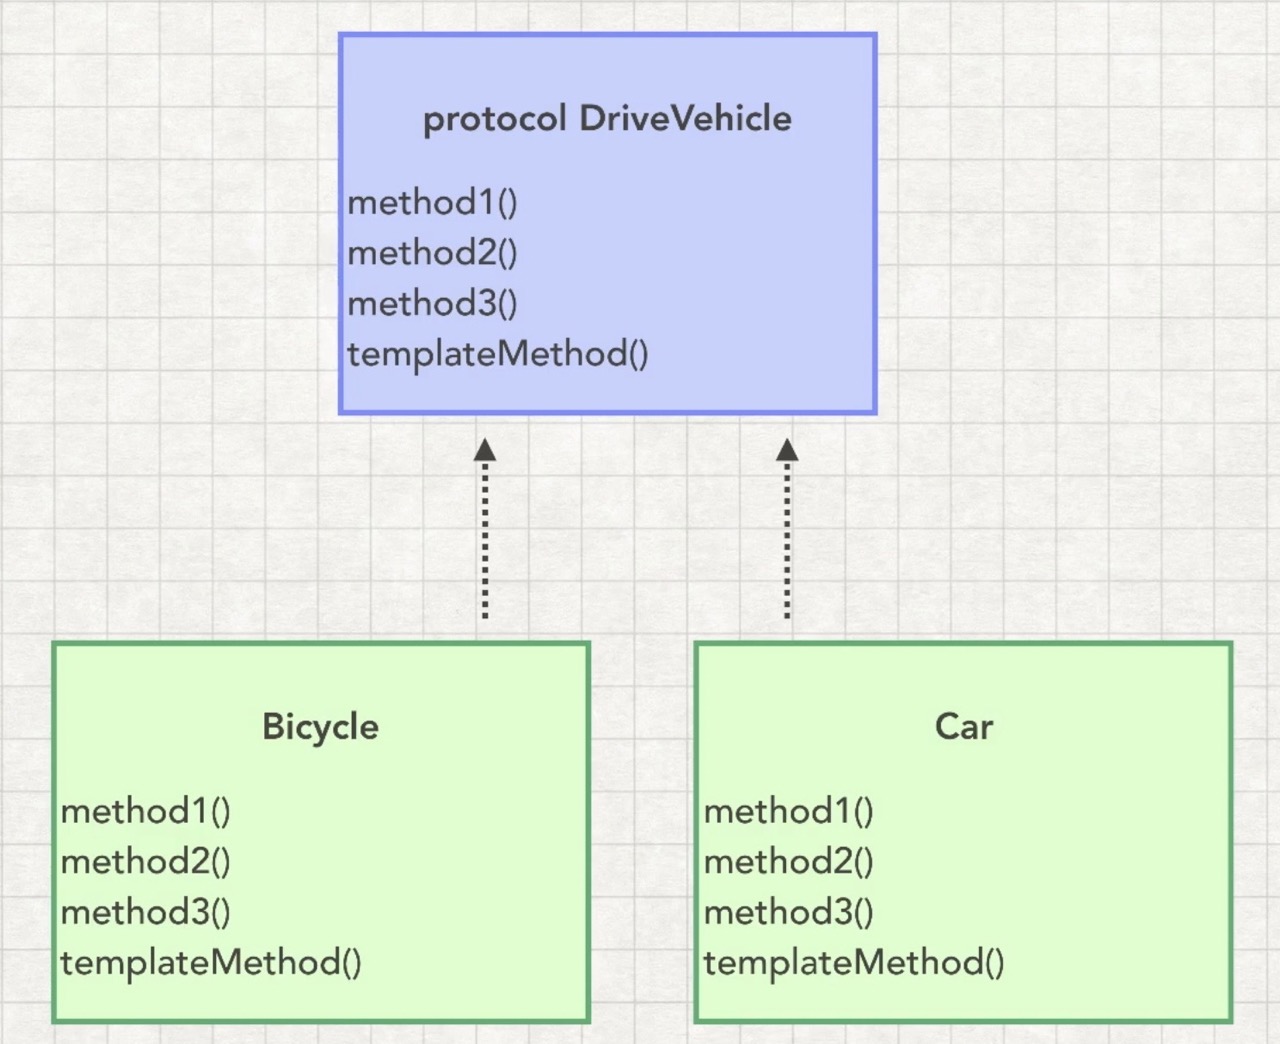 protocol DriveVehicle
method1()
method2()
method3()
templateMethod()
Bicycle
method1()
method2()
method3()
templateMethod()
Car
method1()
method2()
method3()
templateMethod()